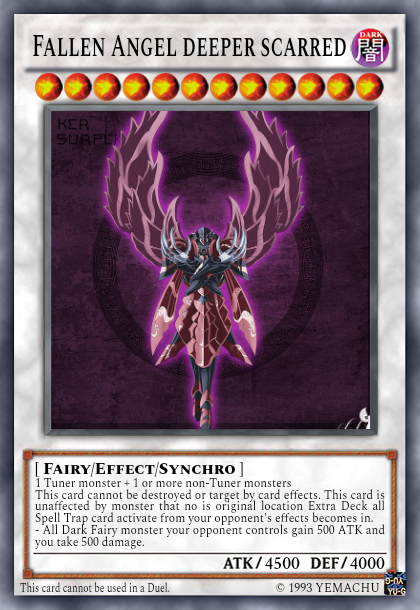 FALLEN ANGEL DEEPER SCARRED
DARK
闇
KER
[ FAIRY/EFFECT/SYNCHRO ]
1 Tuner monster + 1 or more non-Tuner monsters
This card cannot be destroyed or target by card effects. This card is
unaffected by monster that no is original location Extra Deck all
Spell Trap card activate from your opponent's effects becomes in.
- All Dark Fairy monster your opponent controls gain 500 ATK and
you take 500 damage.
ATK / 4500 DEF / 4000
This card cannot be used in a Duel.
© 1993 YEMACHU